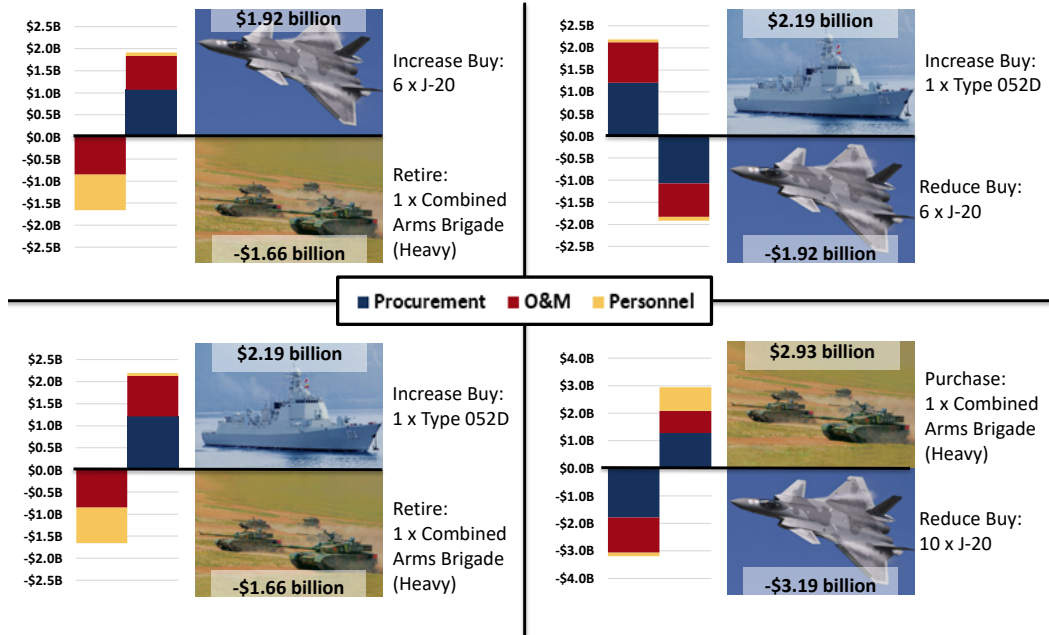 $2.5B
$2.0B
$1.5B
$1.0B
$0.5B
$0.0B
-$0.5B
-$1.0B
-$1.5B
-$2.0B
$2.5B
$1.92 billion
Increase Buy:
6 x J-20
Retire:
1 x Combined
Arms Brigade
(Heavy)
-$1.66 billion
$2.5B
$2.0B
$1.5B
$1.0B
$0.5B
$0.0B
-$0.5B
-$1.0B
-$1.5B
-$2.0B
-$2.5B
$2.19 billion
Increase Buy:
1 x Type 052D
Reduce Buy:
6 x J-20
-$1.92 billion
Procurement O&M Personnel
$2.5B
$2.0B
$1.5B
$1.0B
$0.5B
$0.0B
-$0.5B
-$1.0B
-$1.5B
$2.0B
$2.5B
$2.19 billion
Increase Buy:
1 x Type 052D
Retire:
1 x Combined
Arms Brigade
(Heavy)
-$1.66 billion
$4.0B
$3.0B
$2.0B
$1.0B
$0.0B
-$1.0B
-$2.0B
-$3.0B
-$4.0B
$2.93 billion
Purchase:
1 x Combined
Arms Brigade
(Heavy)
Reduce Buy:
10 x J-20
-$3.19 billion